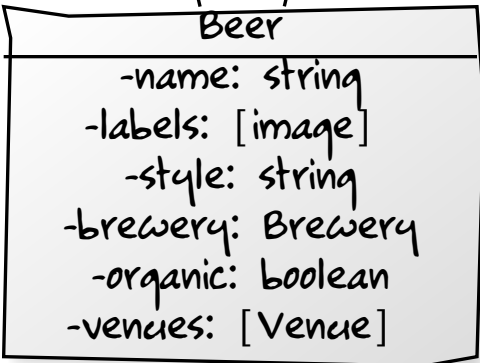 Beer
-name: string
-labels: [image]
-style: string
-brewery: Brewery
-organic: boolean
-venues: [Venue]